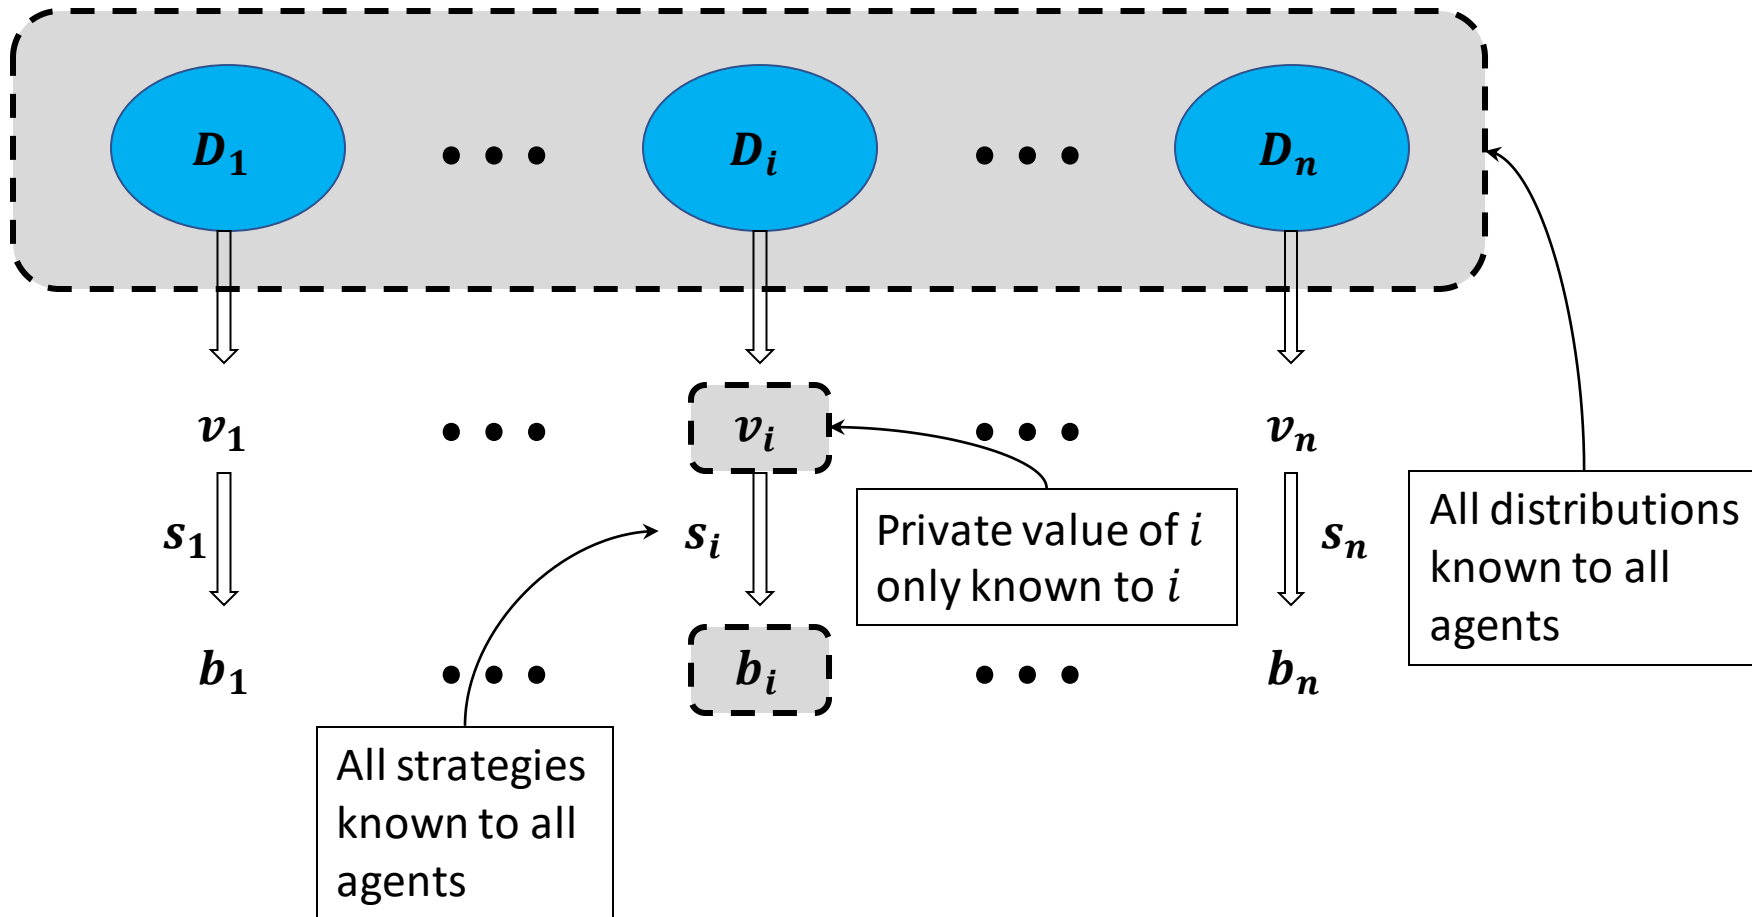 D₁ • • • Dᵢ • • • Dₙ
v₁ • • • vᵢ • • • vₙ
s₁ sᵢ sₙ
b₁ • • • bᵢ • • • bₙ
Private value of i
only known to i
All distributions
known to all
agents
All strategies
known to all
agents